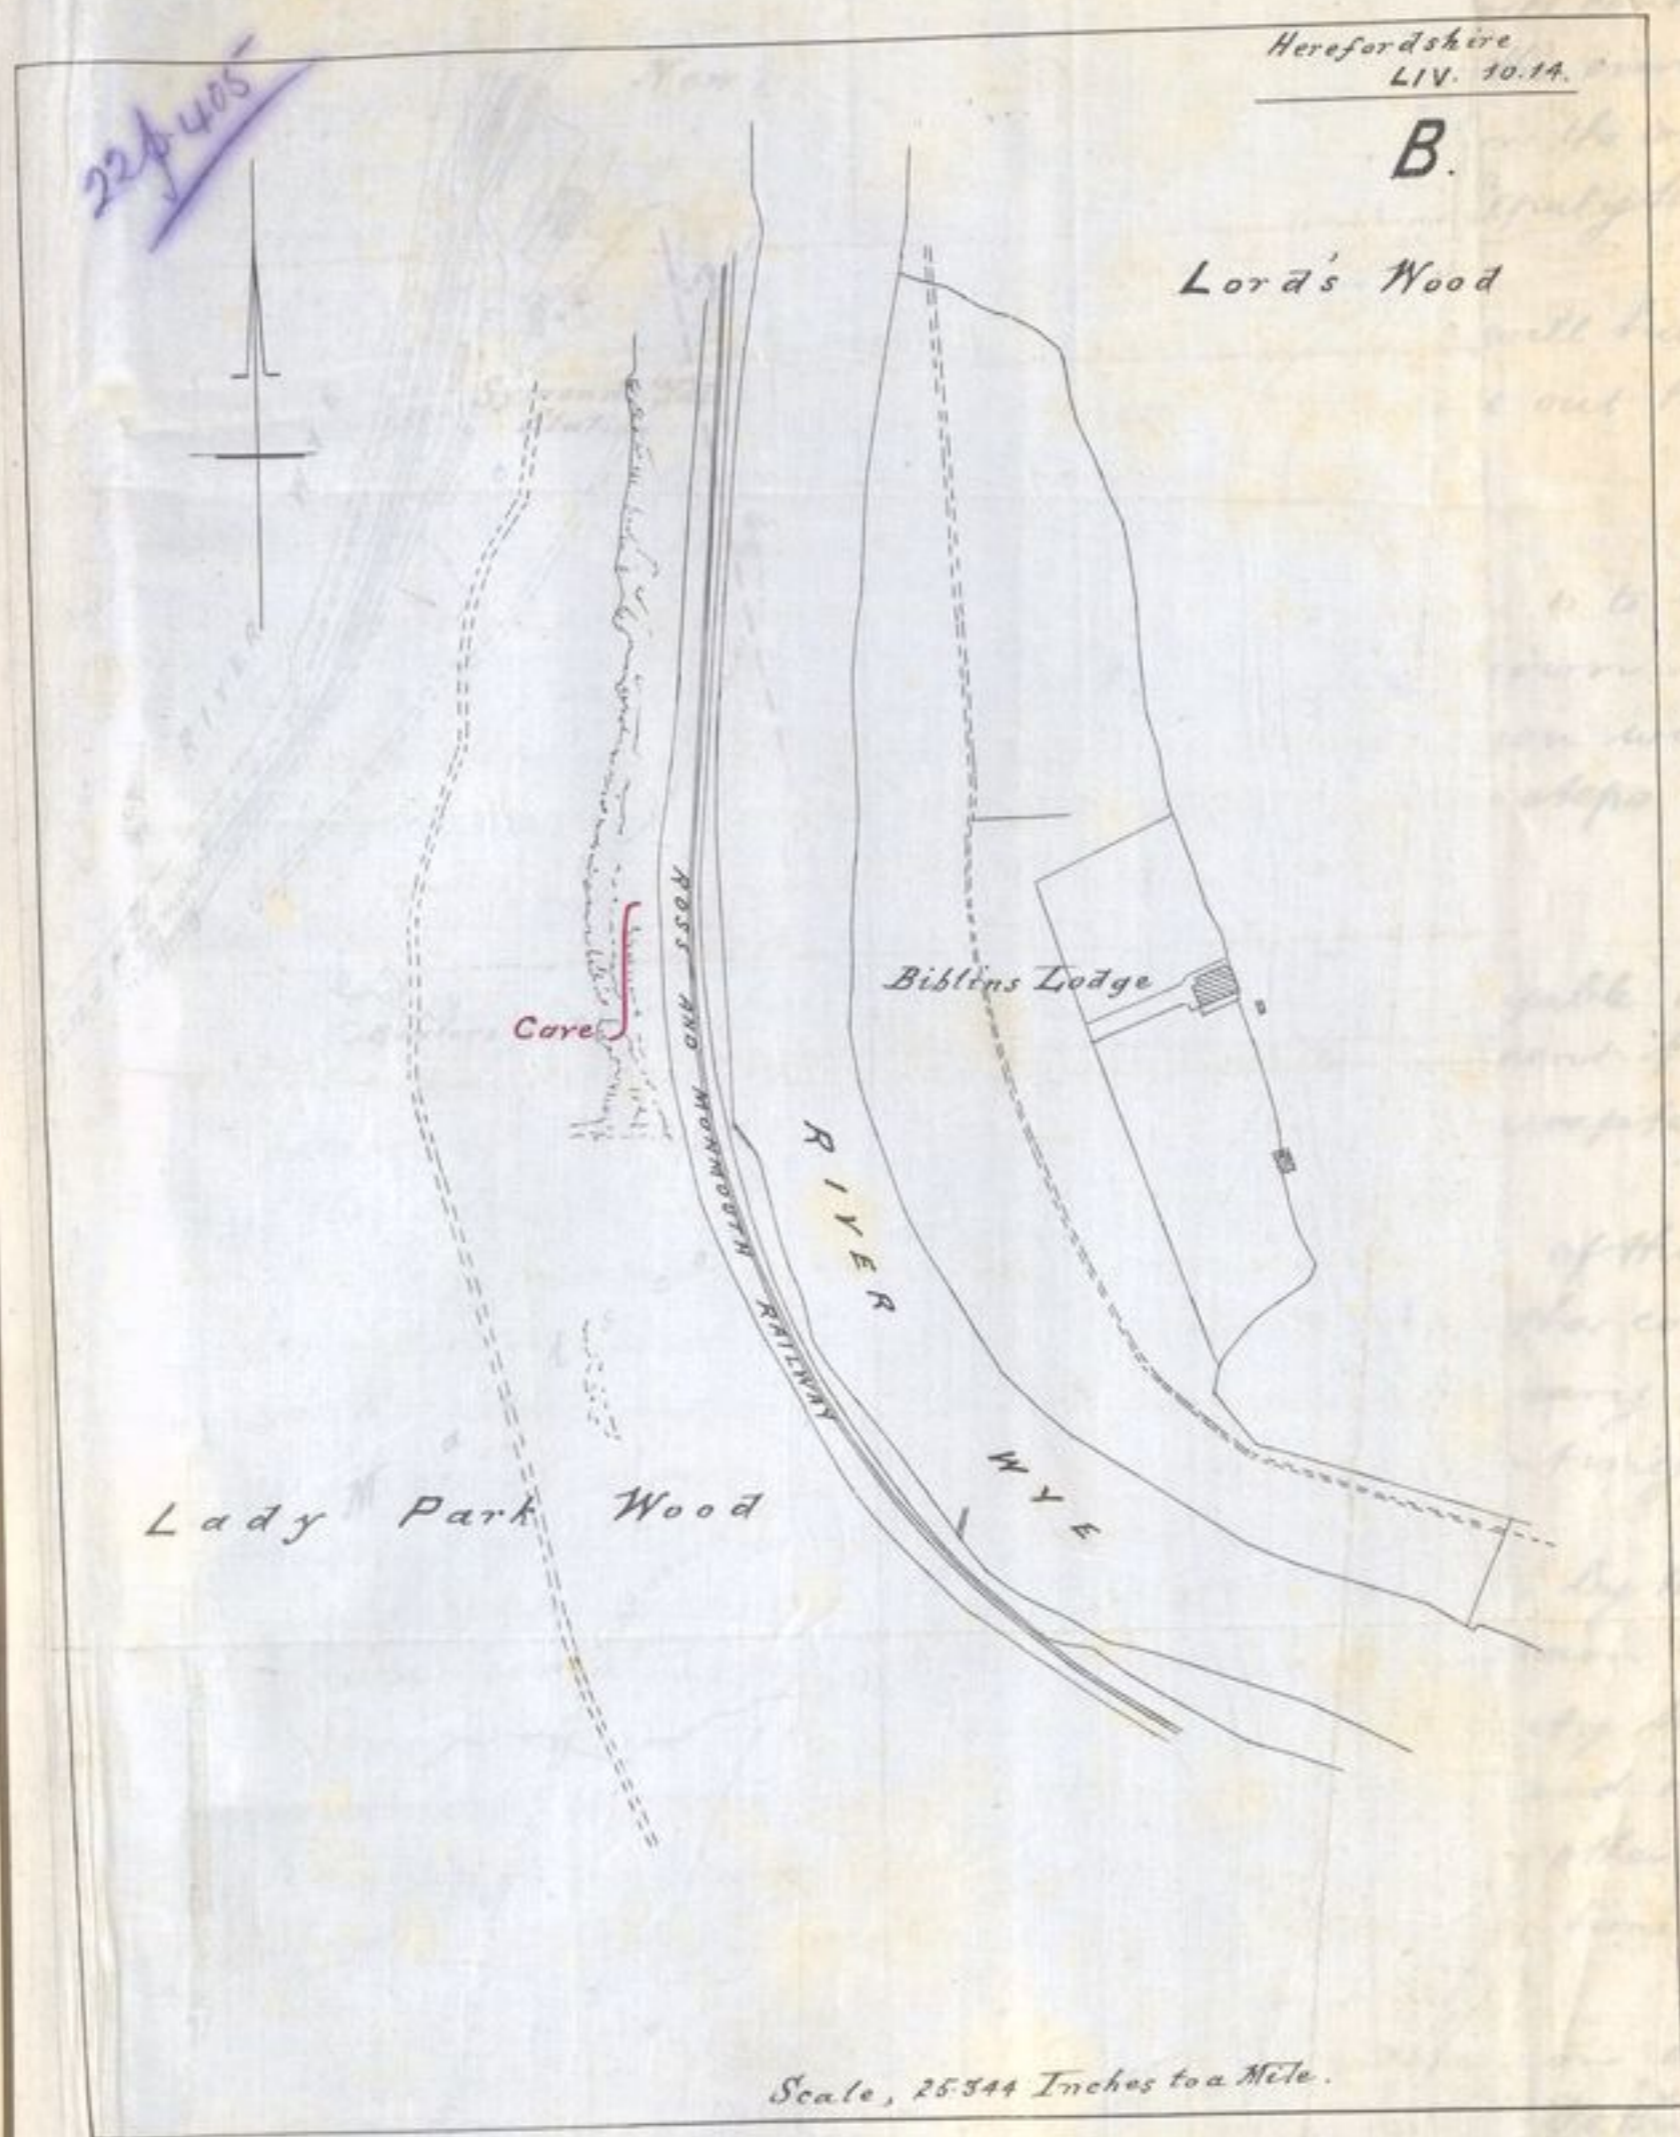 Herefordshire
LIV. 10.14.
B.
Lord's Wood
Biblins Lodge
Cave
ROSS AND MONMOUTH RAILWAY
RIVER
WYE
Lady Park Wood
Scale, 25.344 Inches to a Mile.
RIVER